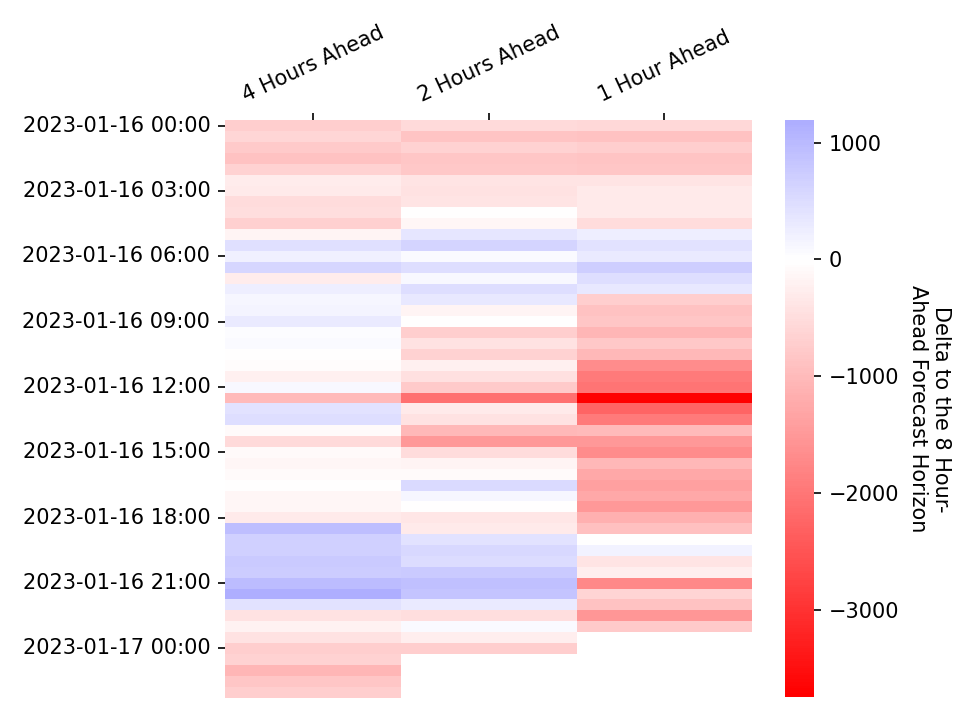 4 Hours Ahead
2 Hours Ahead
1 Hour Ahead
2023-01-16 00:00
2023-01-16 03:00
2023-01-16 06:00
2023-01-16 09:00
2023-01-16 12:00
2023-01-16 15:00
2023-01-16 18:00
2023-01-16 21:00
2023-01-17 00:00
1000
0
−1000
−2000
−3000
Delta to the 8 Hour-
Ahead Forecast Horizon